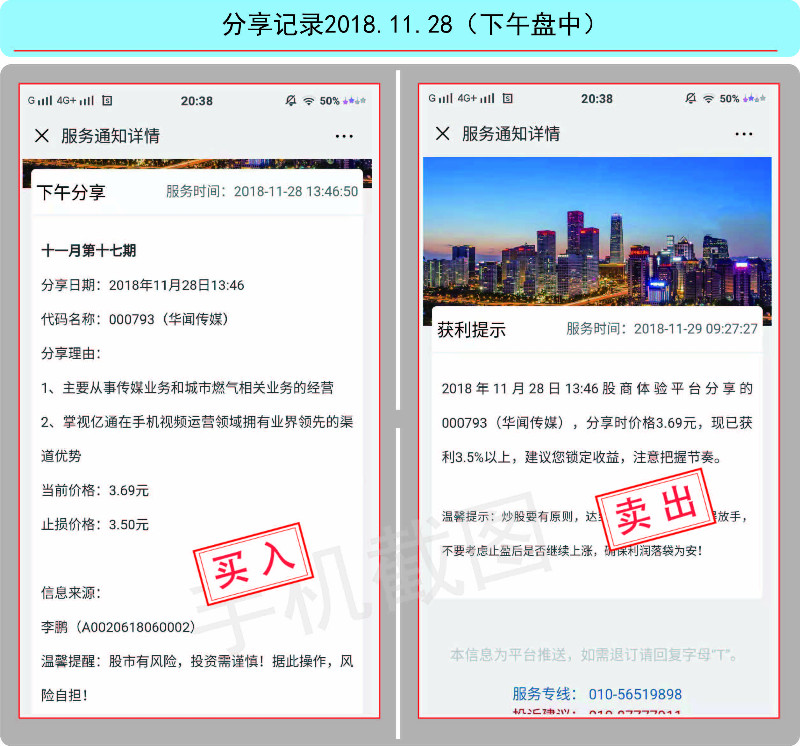 分享记录2018.11.28（下午盘中）
G 4G+ 20:38 50%
服务通知详情
下午分享 服务时间：2018-11-28 13:46:50
十一月第十七期
分享日期：2018年11月28日13:46
代码名称：000793（华闻传媒）
分享理由：
1、主要从事传媒业务和城市燃气相关业务的经营
2、掌视亿通在手机视频运营领域拥有业界领先的渠
道优势
当前价格：3.69元
止损价格：3.50元
买入
信息来源：
李鹏（A0020618060002）
温馨提醒：股市有风险，投资需谨慎！据此操作，风
险自担！
G 4G+ 20:38 50%
服务通知详情
获利提示 服务时间：2018-11-29 09:27:27
2018年11月28日13:46股商体验平台分享的
000793（华闻传媒），分享时价格3.69元，现已获
利3.5%以上，建议您锁定收益，注意把握节奏。
卖出
温馨提示：炒股要有原则，达 放手，
不要考虑止盈后是否继续上涨，确保利润落袋为安！
本信息为平台推送，如需退订请回复字母“T”。
服务专线： 010-56519898
手机截图